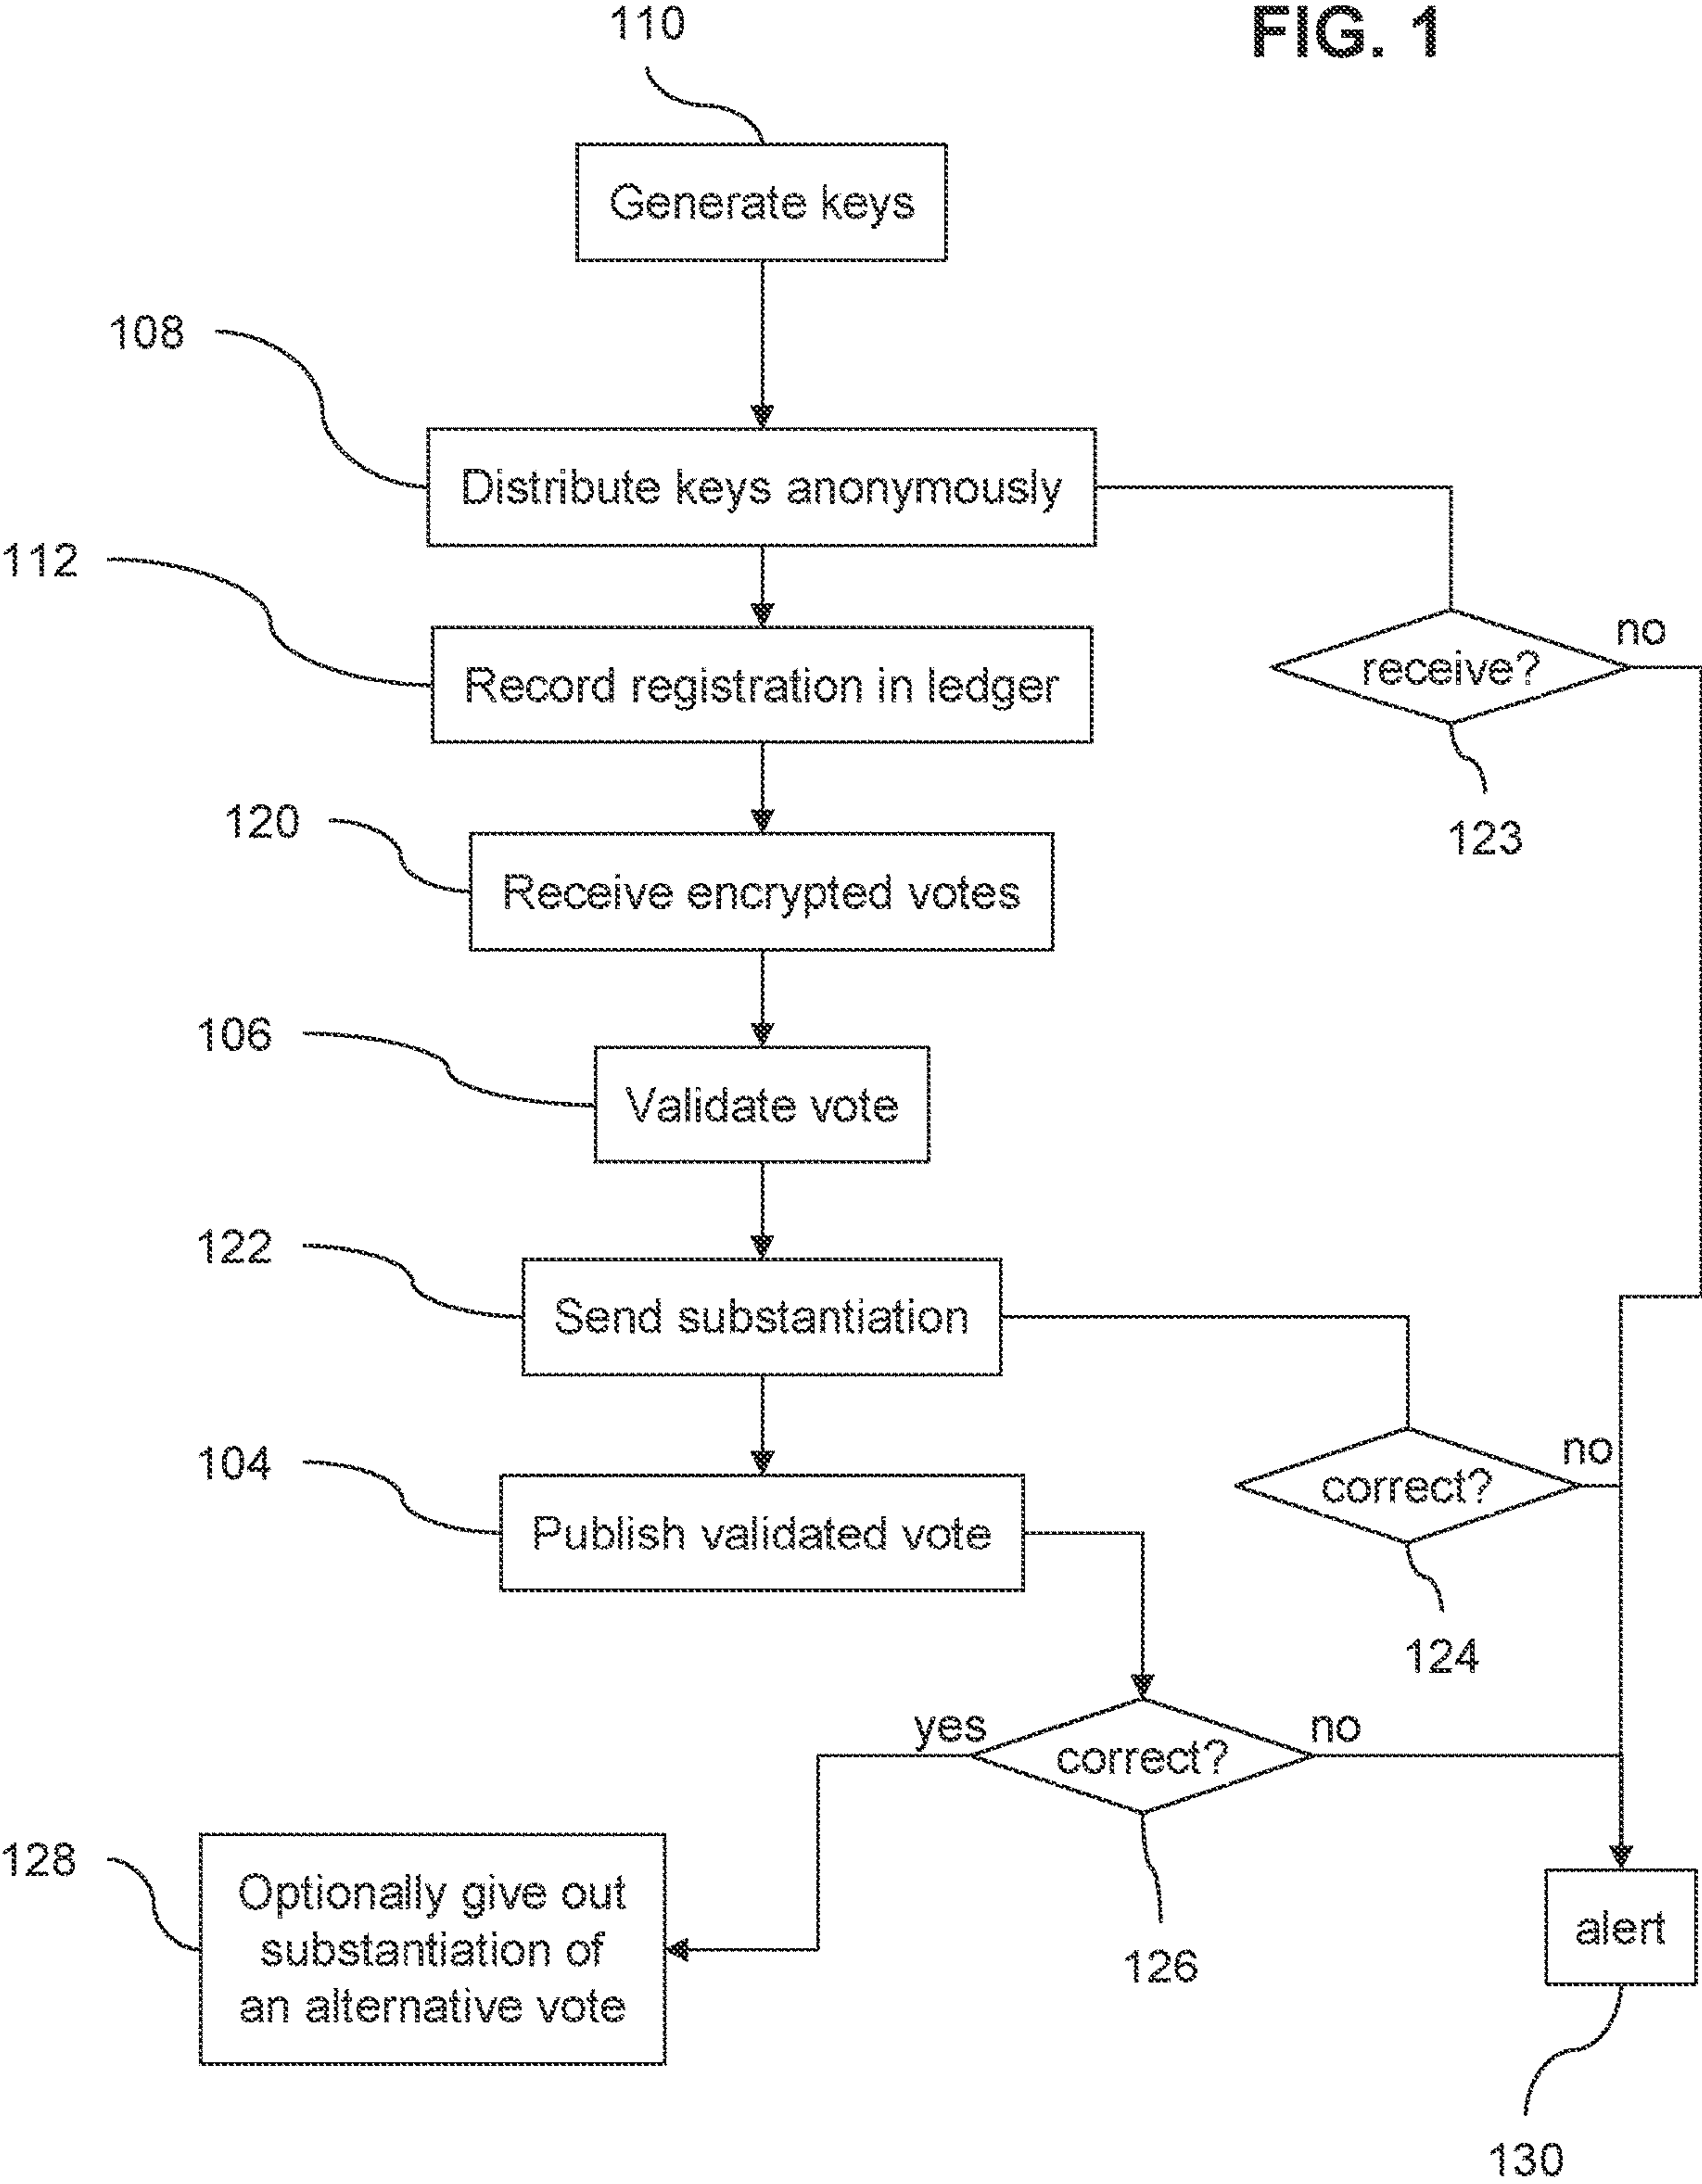 110
FIG. 1
Generate keys
108
Distribute keys anonymously
112
no
receive?
Record registration in ledger
120
123
Receive encrypted votes
106
Validate vote
122
Send substantiation
104
no
correct?
Publish validated vote
124
yes
no
correct?
128
Optionally give out
substantiation of
an alternative vote
alert
126
130